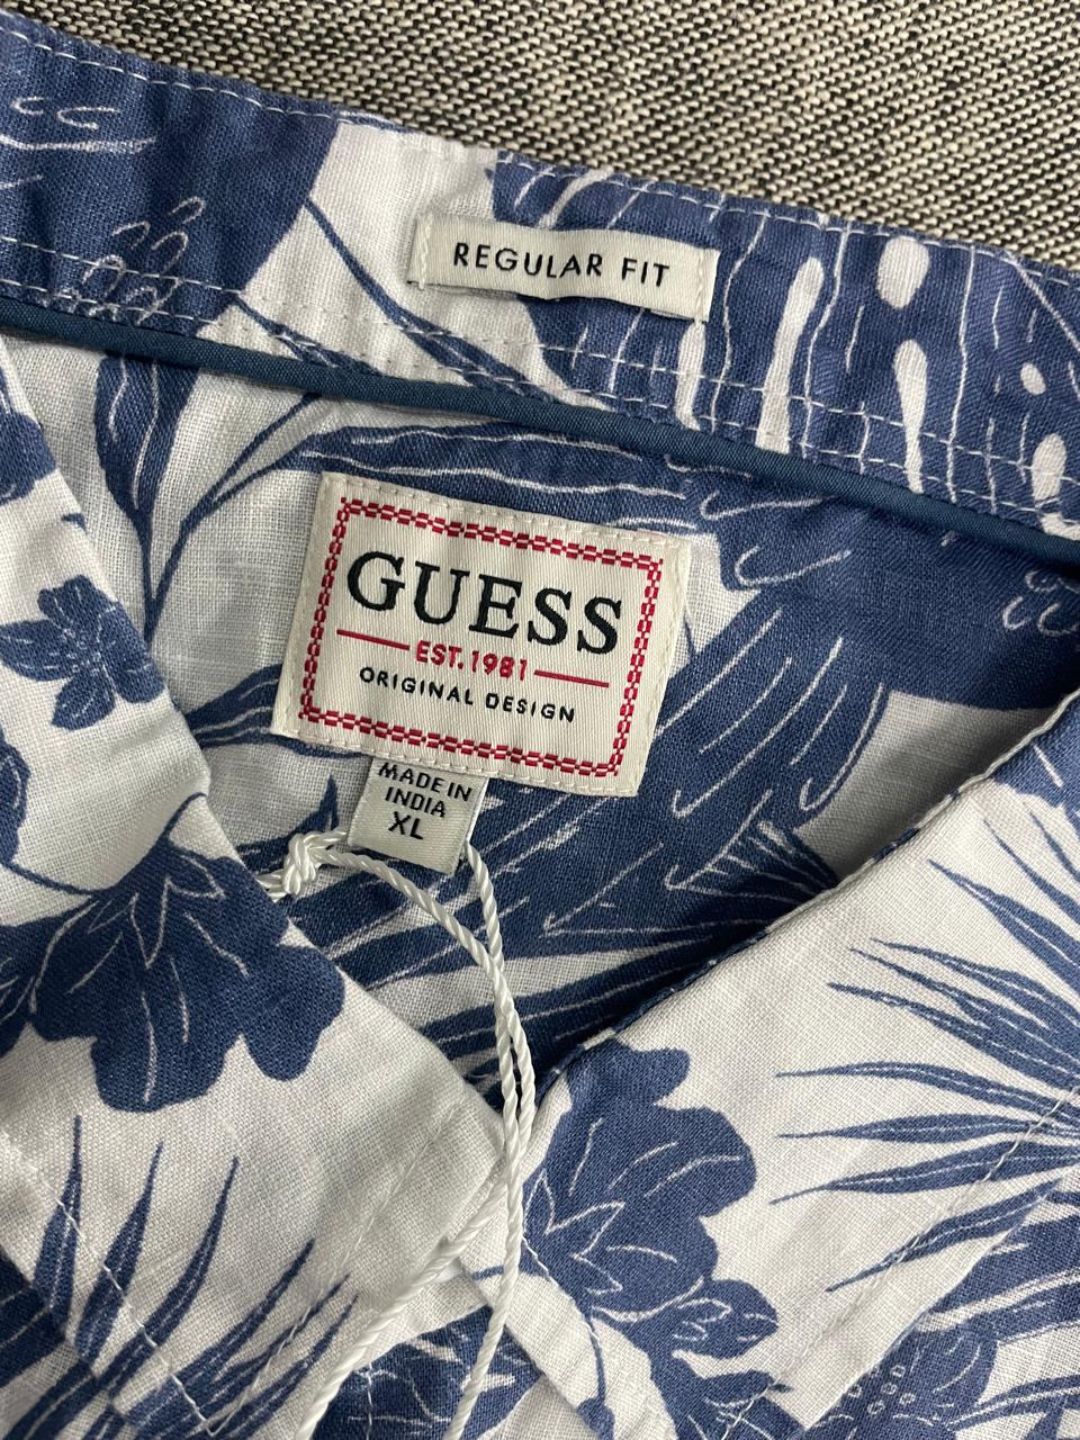 REGULAR FIT
GUESS
EST.1981
ORIGINAL DESIGN
MADE IN
INDIA
XL